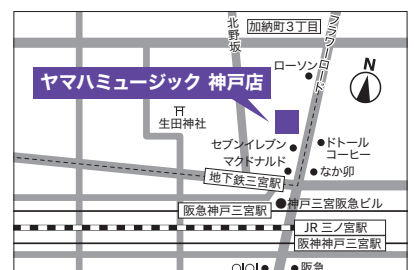 北野坂
加納町3丁目
フラワーロード
ローソン
N
ヤマハミュージック 神戸店
生田神社
セブンイレブン
ドトール
コーヒー
マクドナルド
なか卯
地下鉄三宮駅
神戸三宮阪急ビル
阪急神戸三宮駅
JR 三ノ宮駅
阪神神戸三宮駅
OIOI
阪急